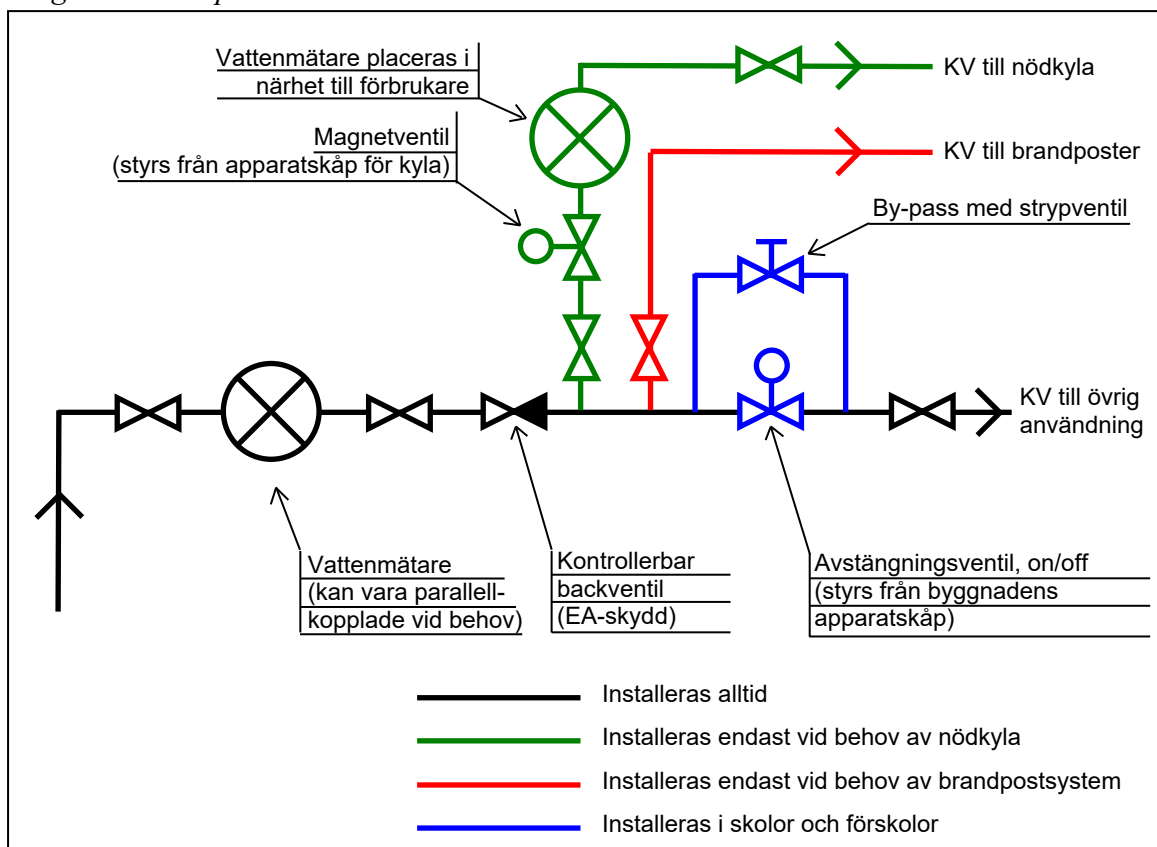 Vattenmätare placeras i
närhet till förbrukare
KV till nödkyla
Magnetventil
(styrs från apparatskåp för kyla)
KV till brandposter
By-pass med strypventil
KV till övrig
användning
Vattenmätare
(kan vara parallell-
kopplade vid behov)
Kontrollerbar
backventil
(EA-skydd)
Avstängningsventil, on/off
(styrs från byggnadens
apparatskåp)
Installeras alltid
Installeras endast vid behov av nödkyla
Installeras endast vid behov av brandpostsystem
Installeras i skolor och förskolor